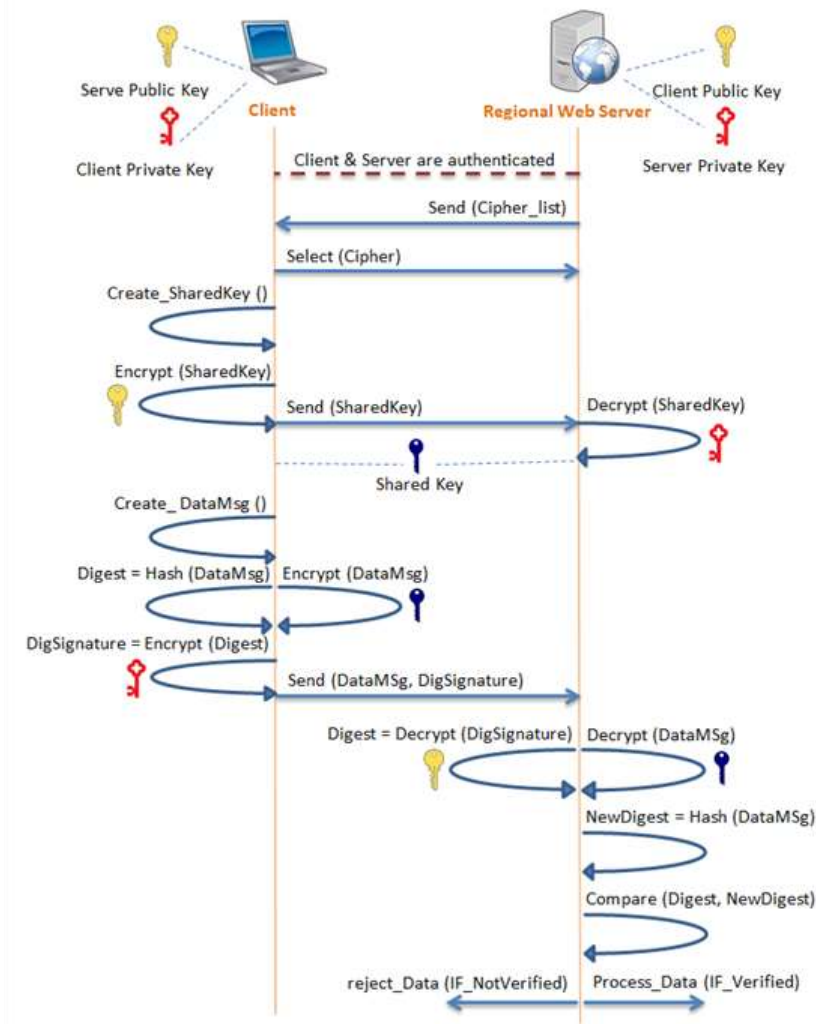 Serve Public Key
Client Public Key
Client
Regional Web Server
Client Private Key
Server Private Key
Client & Server are authenticated
Send (Cipher_list)
Select (Cipher)
Create_SharedKey ()
Encrypt (SharedKey)
Send (SharedKey)
Decrypt (SharedKey)
Shared Key
Create_ DataMsg ()
Digest = Hash (DataMsg)
Encrypt (DataMsg)
DigSignature = Encrypt (Digest)
Send (DataMSg, DigSignature)
Digest = Decrypt (DigSignature)
Decrypt (DataMSg)
NewDigest = Hash (DataMSg)
Compare (Digest, NewDigest)
reject_Data (IF_NotVerified)
Process_Data (IF_Verified)